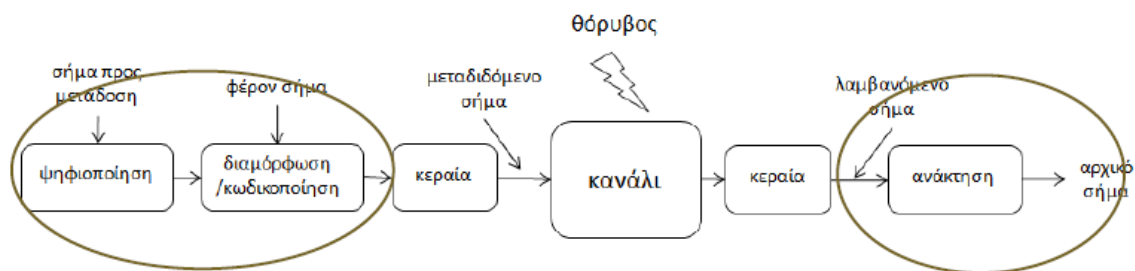 θόρυβος
σήμα προς
μετάδοση
φέρον σήμα
μεταδιδόμενο
σήμα
λαμβανόμενο
σήμα
ψηφιοποίηση
διαμόρφωση
/κωδικοποίηση
κεραία
κανάλι
κεραία
ανάκτηση
αρχικό
σήμα